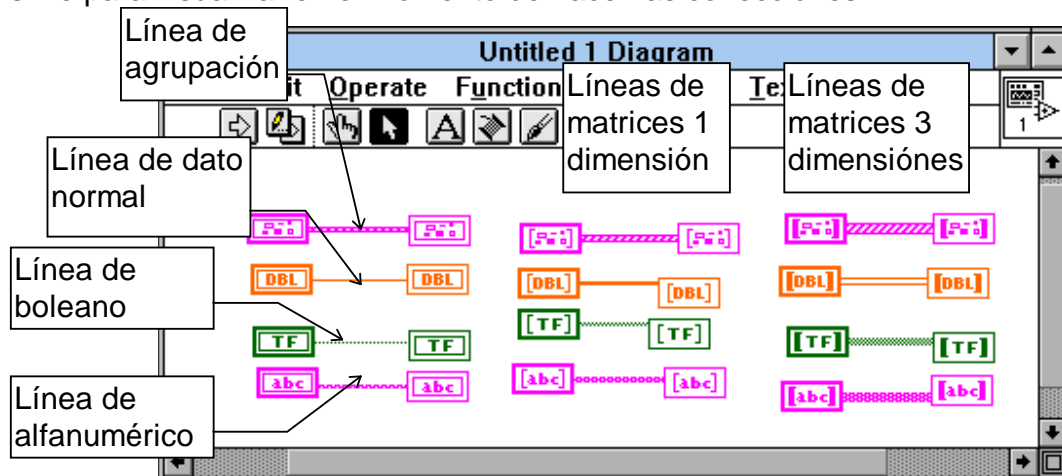 Línea de
agrupación
Untitled 1 Diagram
it Operate Function Te
Líneas de
matrices 1
dimensión
Líneas de
matrices 3
dimensiónes
A
1
Línea de dato
normal
DBL DBL [DBL] [DBL] [DBL] [DBL]
Línea de
boleano
TF TF [TF] [TF] [TF] [TF]
abc abc [abc] [abc] [abc] [abc]
Línea de
alfanumérico